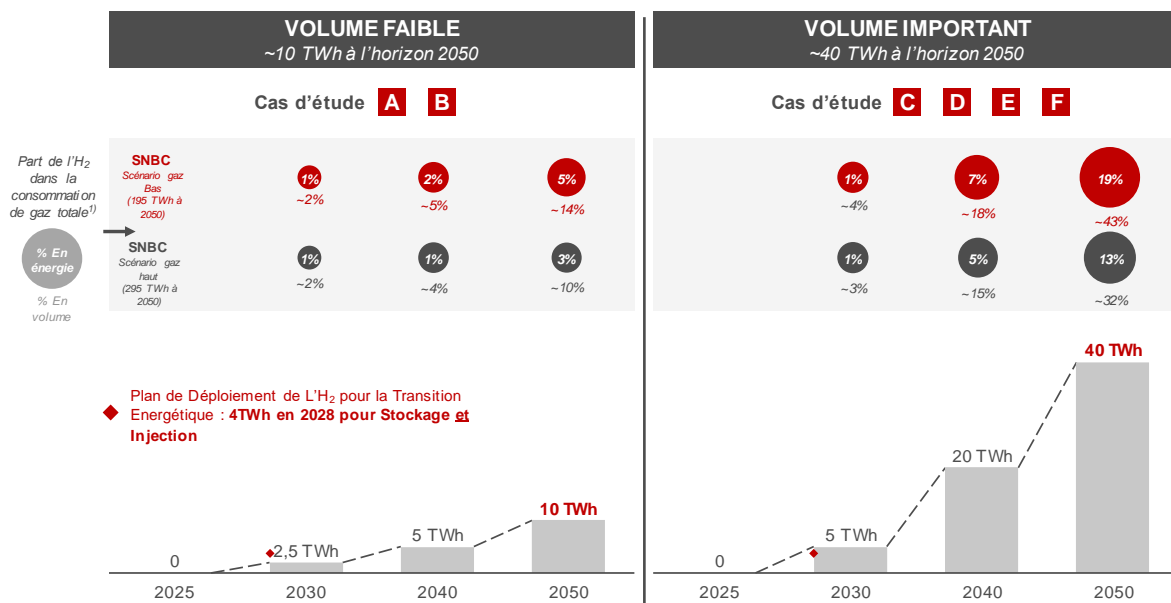 VOLUME FAIBLE
~10 TWh à l'horizon 2050
VOLUME IMPORTANT
~40 TWh à l'horizon 2050
Cas d'étude A B
Cas d'étude C D E F
Part de l'H2
dans la
consommation
de gaz totale1)
% En
énergie
% En
volume
SNBC
Scénario gaz
Bas
(195 TWh à
2050)
1% 2% 5%
~2% ~5% ~14%
1% 7% 19%
~4% ~18% ~43%
SNBC
Scénario gaz
haut
(295 TWh à
2050)
1% 1% 3%
~2% ~4% ~10%
1% 5% 13%
~3% ~15% ~32%
Plan de Déploiement de L'H2 pour la Transition
Energétique : 4TWh en 2028 pour Stockage et
Injection
0 2,5 TWh 5 TWh 10 TWh
2025 2030 2040 2050
0 5 TWh 20 TWh 40 TWh
2025 2030 2040 2050